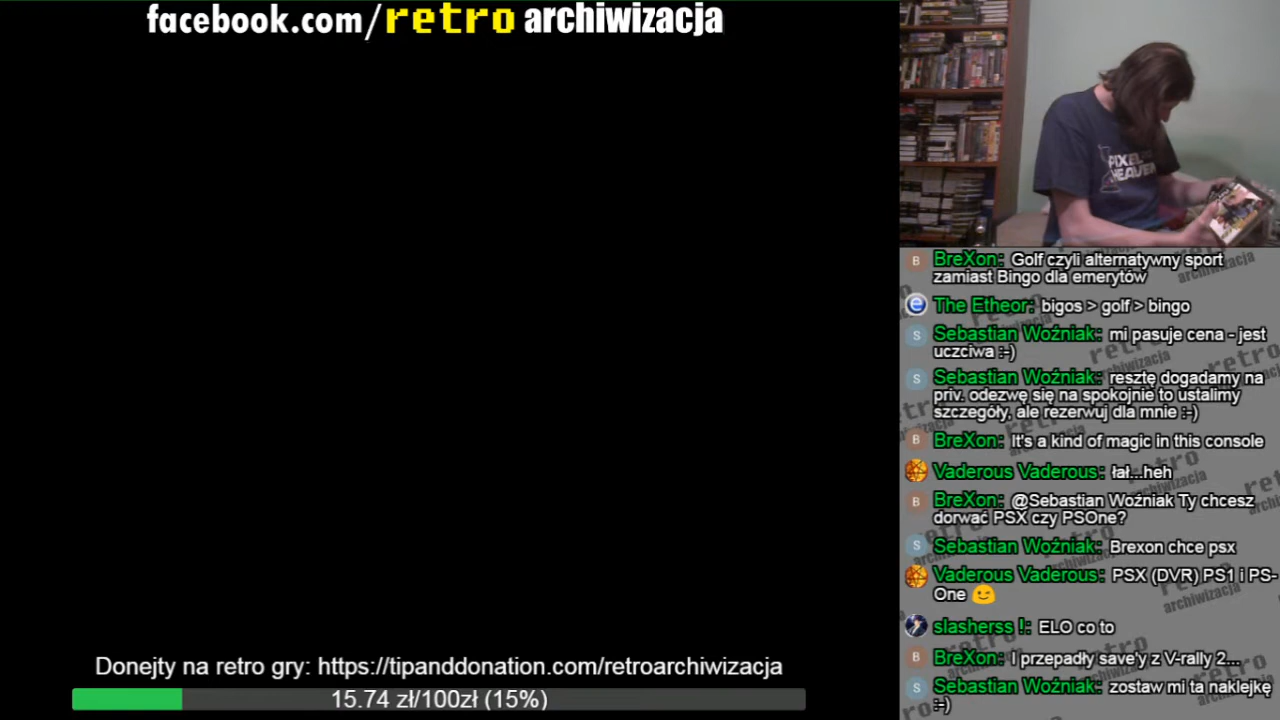 facebook.com/retro archiwizacja
PIXEL
HEAVEN
BreXon: Golf czyli alternatywny sport
zamiast Bingo dla emerytów
The Etheor: bigos > golf > bingo
Sebastian Woźniak: mi pasuje cena - jest
uczciwa :-)
Sebastian Woźniak: resztę dogadamy na
priv. odezwę się na spokojnie to ustalimy
szczegóły, ale rezerwuj dla mnie :-)
BreXon: It's a kind of magic in this console
Vaderous Vaderous: łał...heh
BreXon: @Sebastian Woźniak Ty chcesz
dorwać PSX czy PSOne?
Sebastian Woźniak: Brexon chce psx
Vaderous Vaderous: PSX (DVR) PS1 i PS-
One 😉
slasherss !: ELO co to
BreXon: I przepadły save'y z V-rally 2...
Sebastian Woźniak: zostaw mi ta naklejkę
:-)
Donejty na retro gry: https://tipanddonation.com/retroarchiwizacja
15.74 zł/100zł (15%)